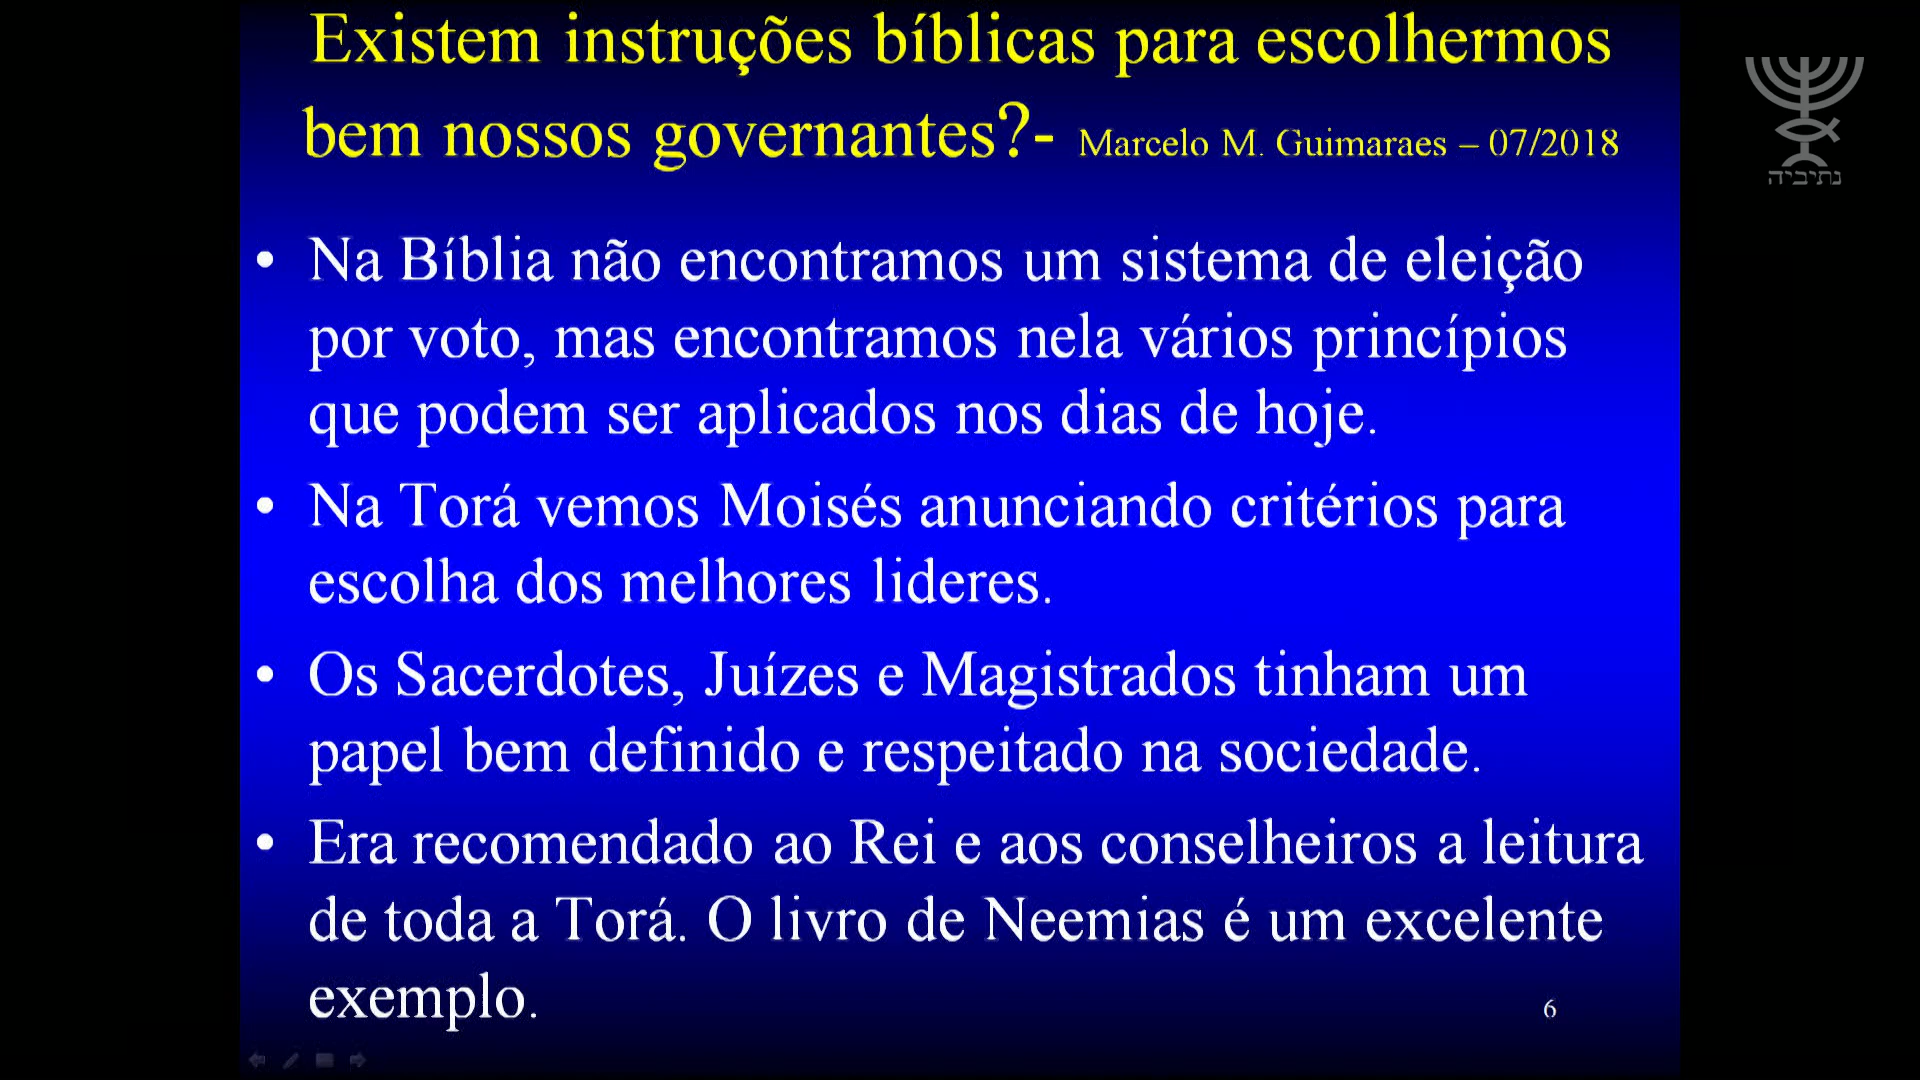 Existem instruções bíblicas para escolhermos
bem nossos governantes?- Marcelo M. Guimaraes – 07/2018
נתיביה
• Na Bíblia não encontramos um sistema de eleição
por voto, mas encontramos nela vários princípios
que podem ser aplicados nos dias de hoje.
• Na Torá vemos Moisés anunciando critérios para
escolha dos melhores lideres.
• Os Sacerdotes, Juízes e Magistrados tinham um
papel bem definido e respeitado na sociedade.
• Era recomendado ao Rei e aos conselheiros a leitura
de toda a Torá. O livro de Neemias é um excelente
exemplo.
6